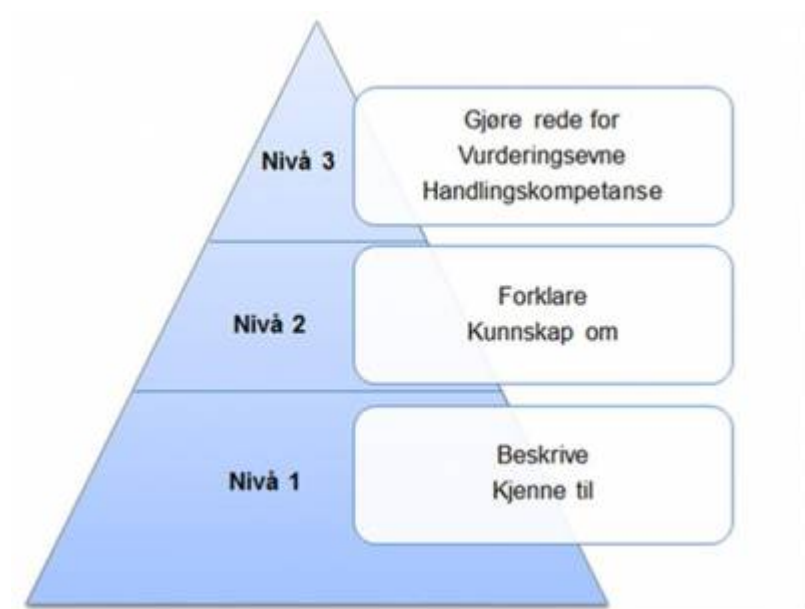 Nivå 3
Gjøre rede for
Vurderingsevne
Handlingskompetanse
Nivå 2
Forklare
Kunnskap om
Nivå 1
Beskrive
Kjenne til